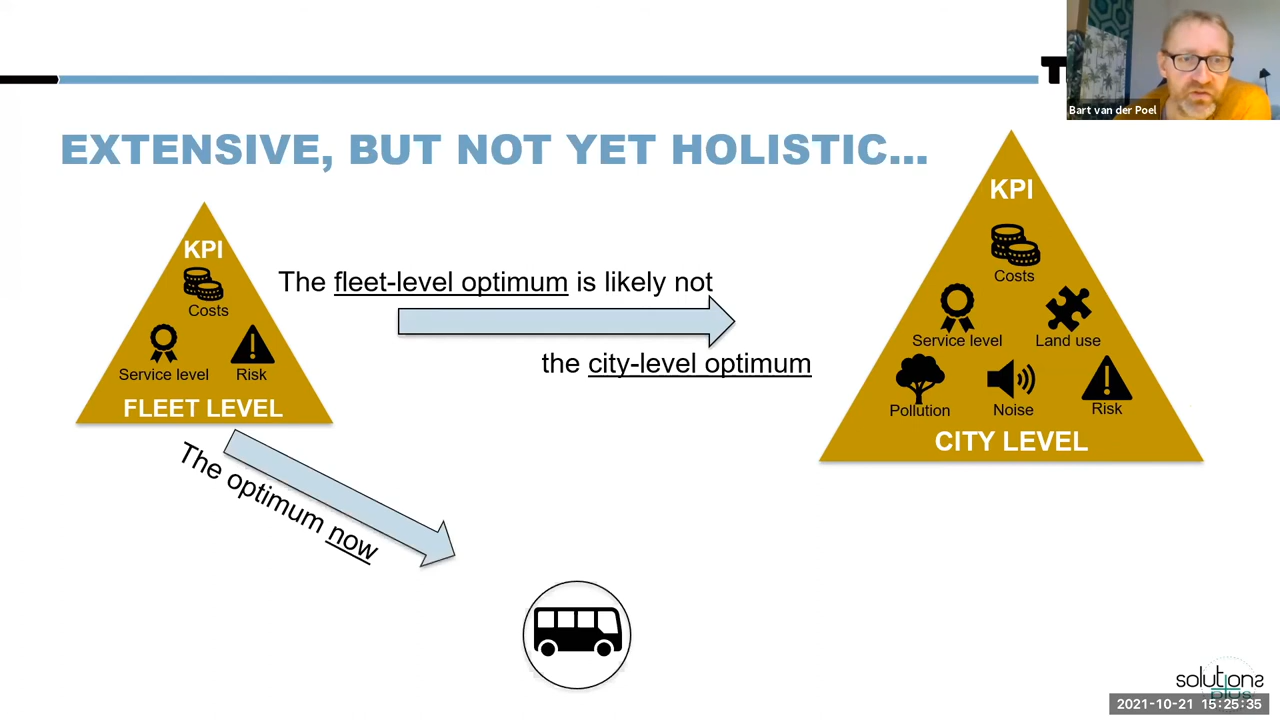 Bart van der Poel
EXTENSIVE, BUT NOT YET HOLISTIC...
KPI
Costs
Service level
Risk
FLEET LEVEL
The fleet-level optimum is likely not
the city-level optimum
The optimum now
KPI
Costs
Service level
Land use
Pollution
Noise
Risk
CITY LEVEL
solutions
plus
2021-10-21 15:25:35